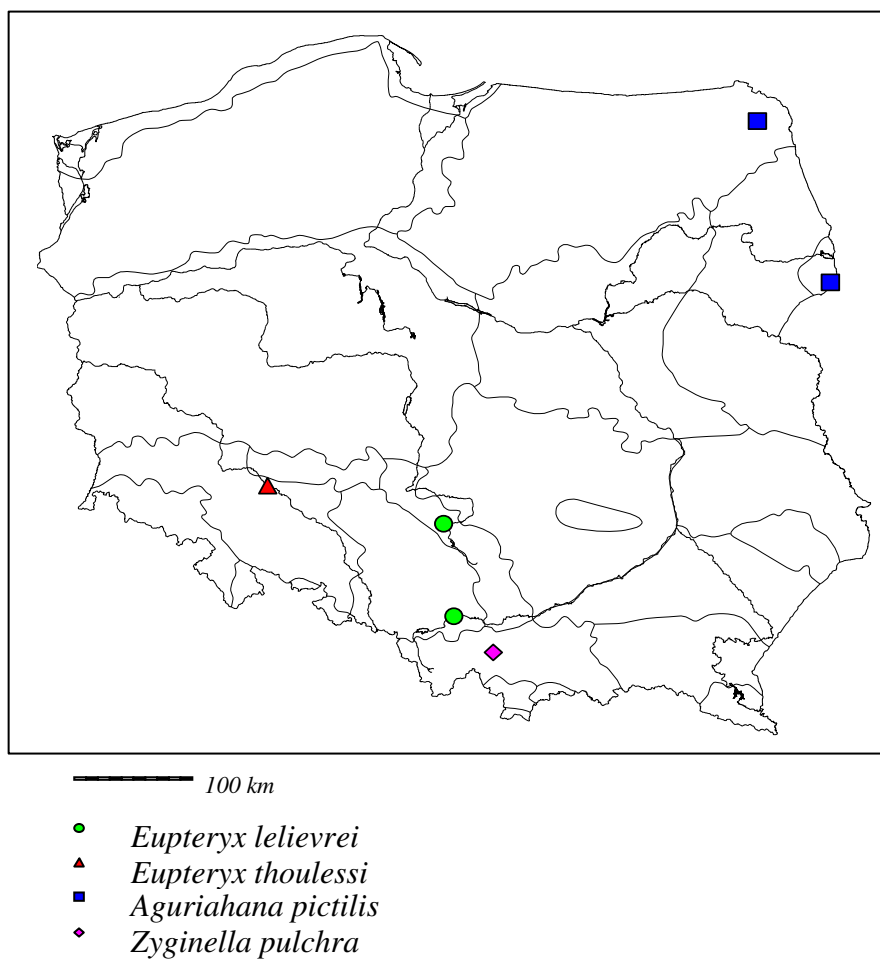 100 km
Eupteryx lelievrei
Eupteryx thoulessi
Aguriahana pictilis
Zyginella pulchra